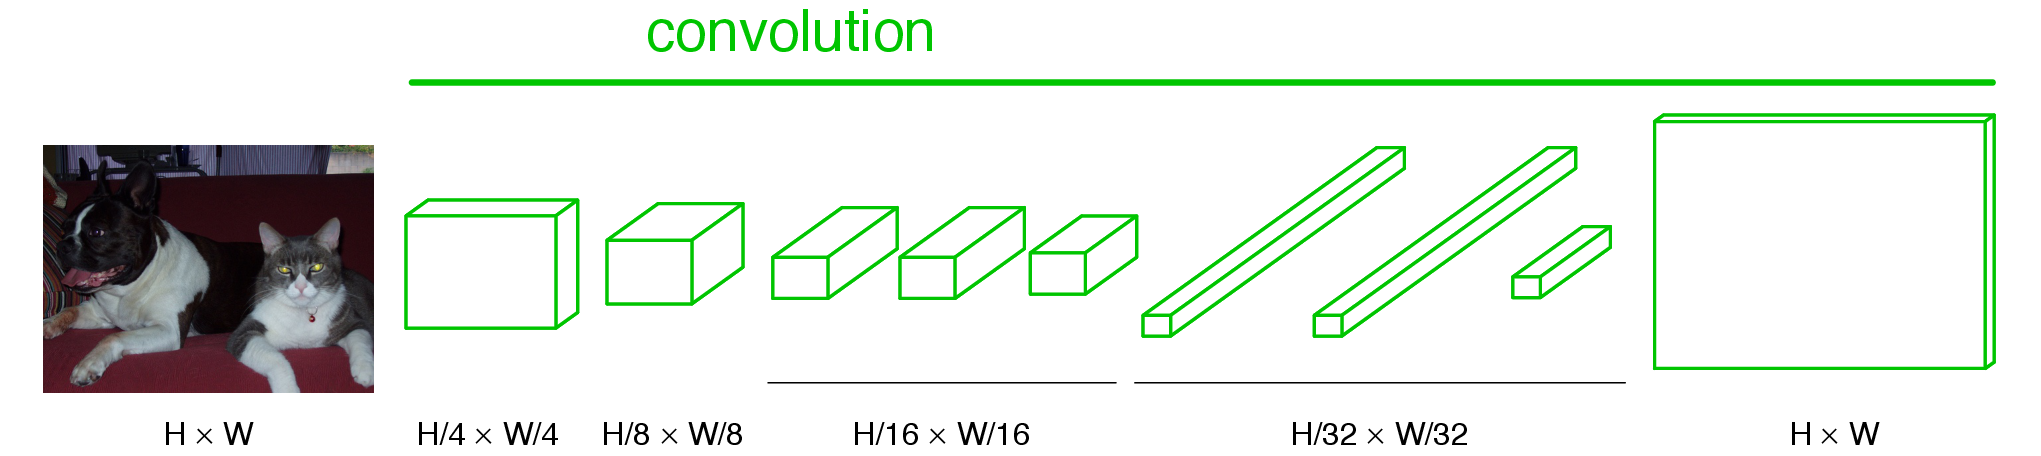 convolution
H × W
H/4 × W/4
H/8 × W/8
H/16 × W/16
H/32 × W/32
H × W